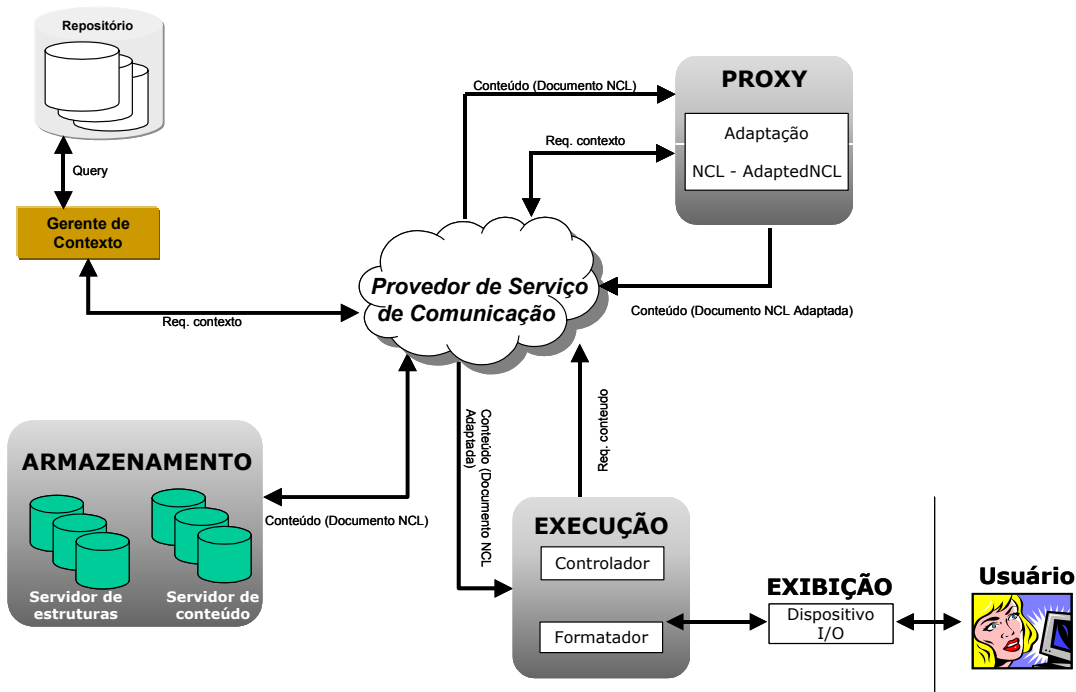 Repositório
Query
Gerente de
Contexto
Req. contexto
Conteúdo (Documento NCL)
Req. contexto
PROXY
Adaptação
NCL - AdaptedNCL
Provedor de Serviço
de Comunicação
Conteúdo (Documento NCL Adaptada)
ARMAZENAMENTO
Servidor de
estruturas
Servidor de
conteúdo
Conteúdo (Documento NCL)
Conteúdo (Documento NCL
Adaptada)
Req. conteudo
EXECUÇÃO
Controlador
Formatador
EXIBIÇÃO
Dispositivo
I/O
Usuário